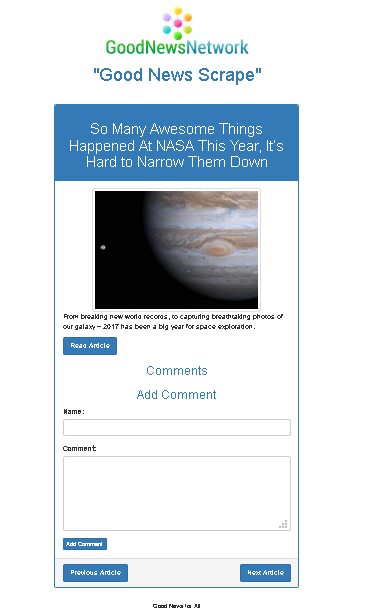 GoodNewsNetwork
"Good News Scrape"
So Many Awesome Things
Happened At NASA This Year, It's
Hard to Narrow Them Down
From breaking new world records, to capturing breathtaking photos of
our galaxy – 2017 has been a big year for space exploration.
Read Article
Comments
Add Comment
Name:
Comment:
Add Comment
Previous Article
Next Article
Good News for All